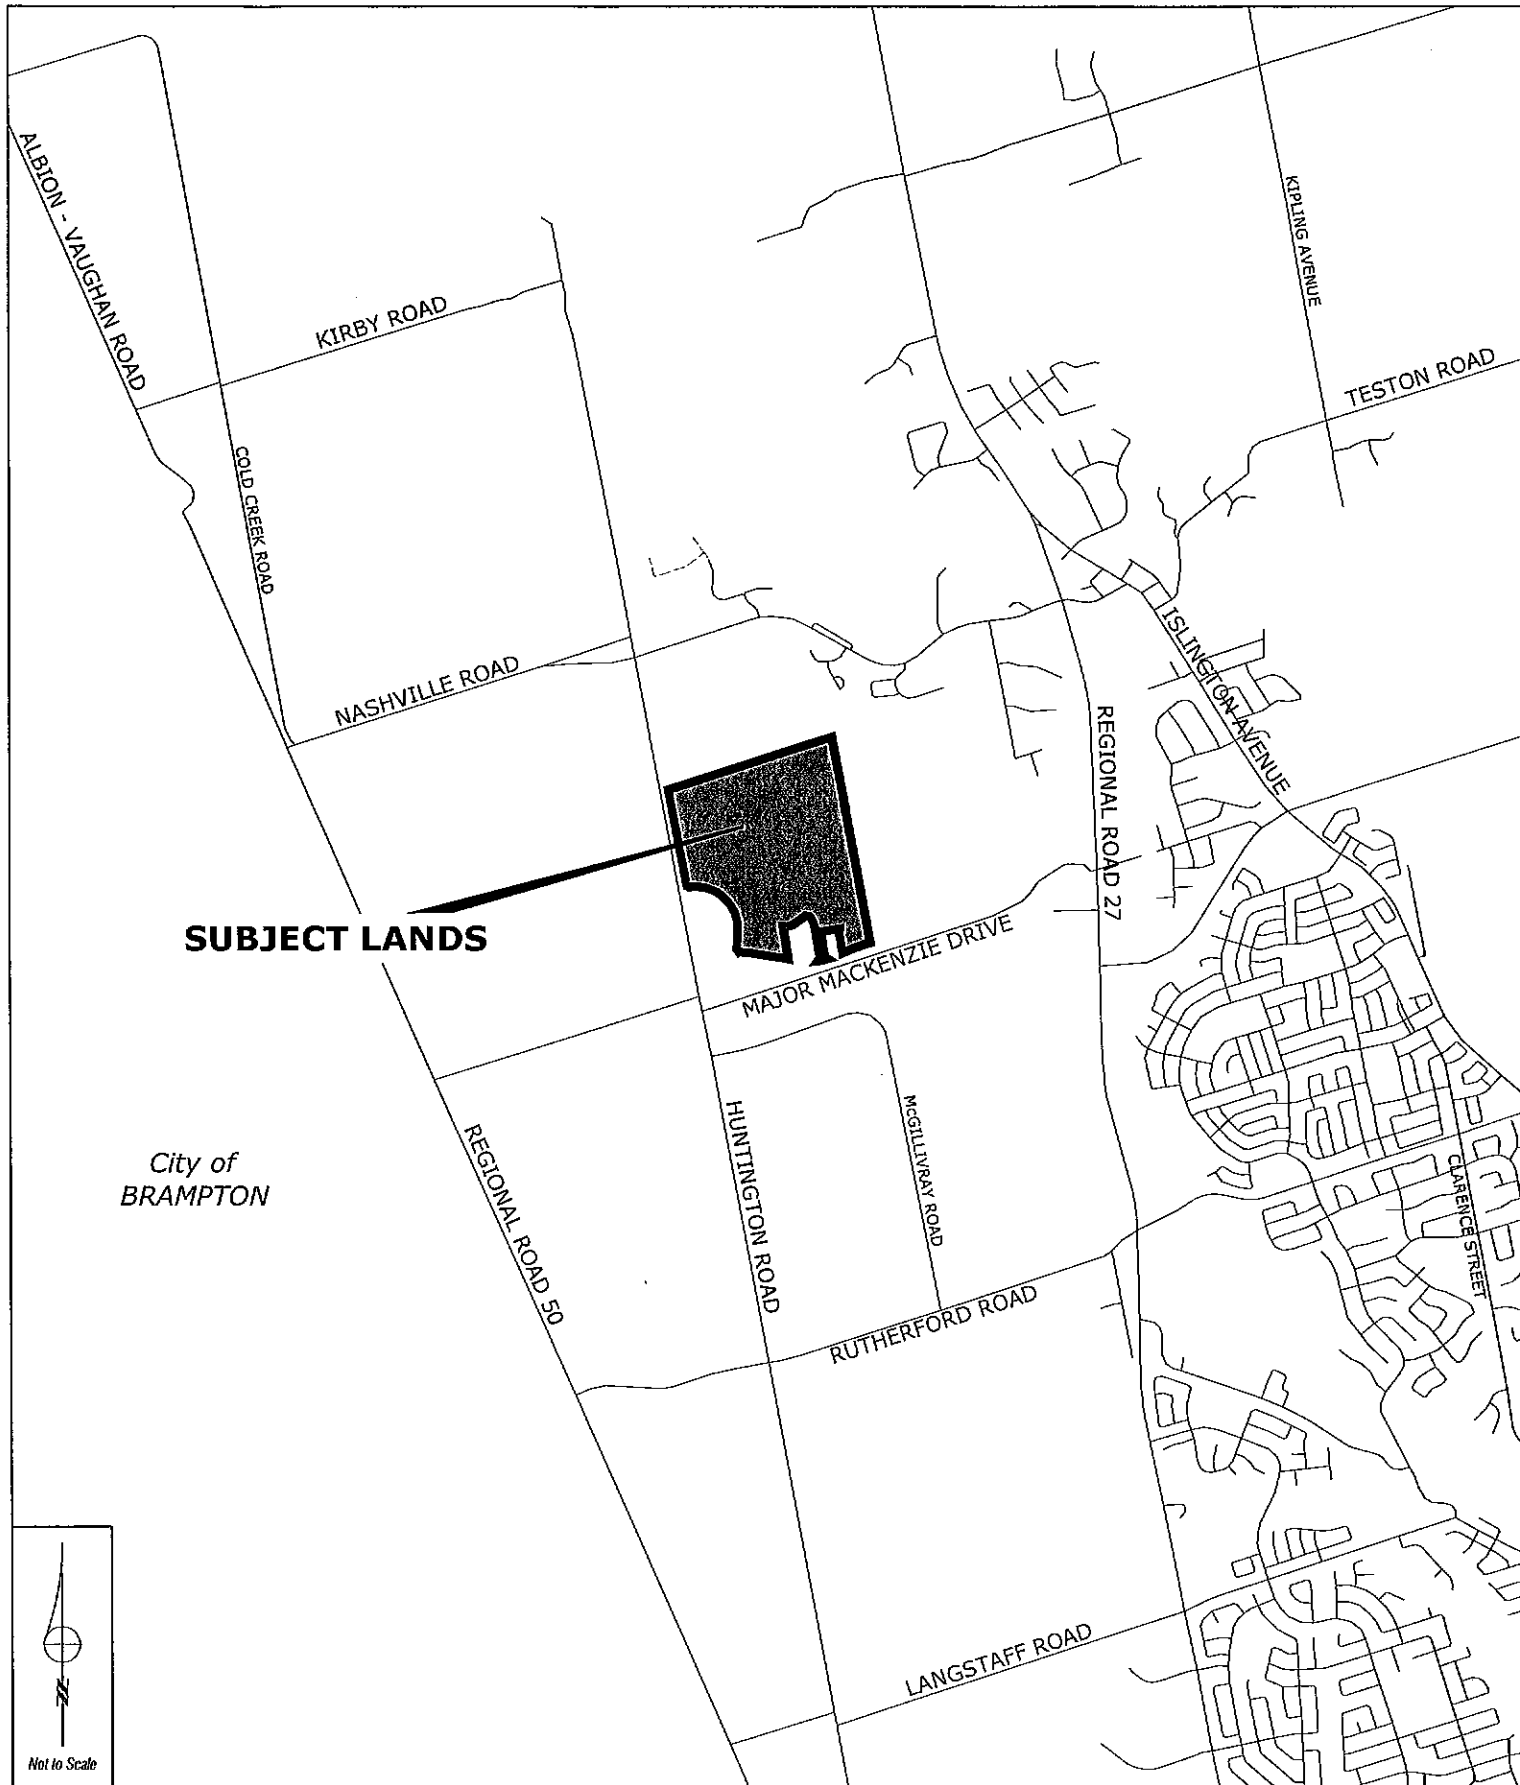 ALBION - VAUGHAN ROAD
KIPLING AVENUE
KIRBY ROAD
TESTON ROAD
COLD CREEK ROAD
ISLINGTON AVENUE
NASHVILLE ROAD
REGIONAL ROAD 27
SUBJECT LANDS
MAJOR MACKENZIE DRIVE
City of
BRAMPTON
REGIONAL ROAD 50
HUNTINGTON ROAD
McGILLIVRAY ROAD
CLARENCE STREET
RUTHERFORD ROAD
LANGSTAFF ROAD
N
Not to Scale